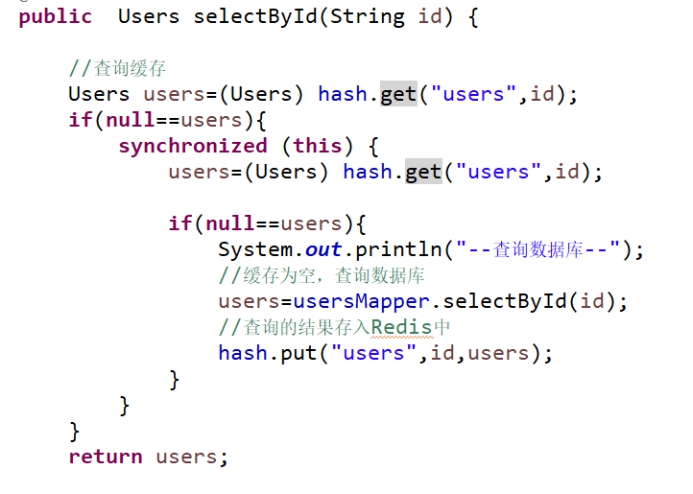 public  Users selectById(String id) {
//查询缓存
Users users=(Users) hash.get("users",id);
if(null==users){
synchronized (this) {
users=(Users) hash.get("users",id);
if(null==users){
System.out.println("--查询数据库--");
//缓存为空，查询数据库
users=usersMapper.selectById(id);
//查询的结果存入Redis中
hash.put("users",id,users);
}
}
}
return users;